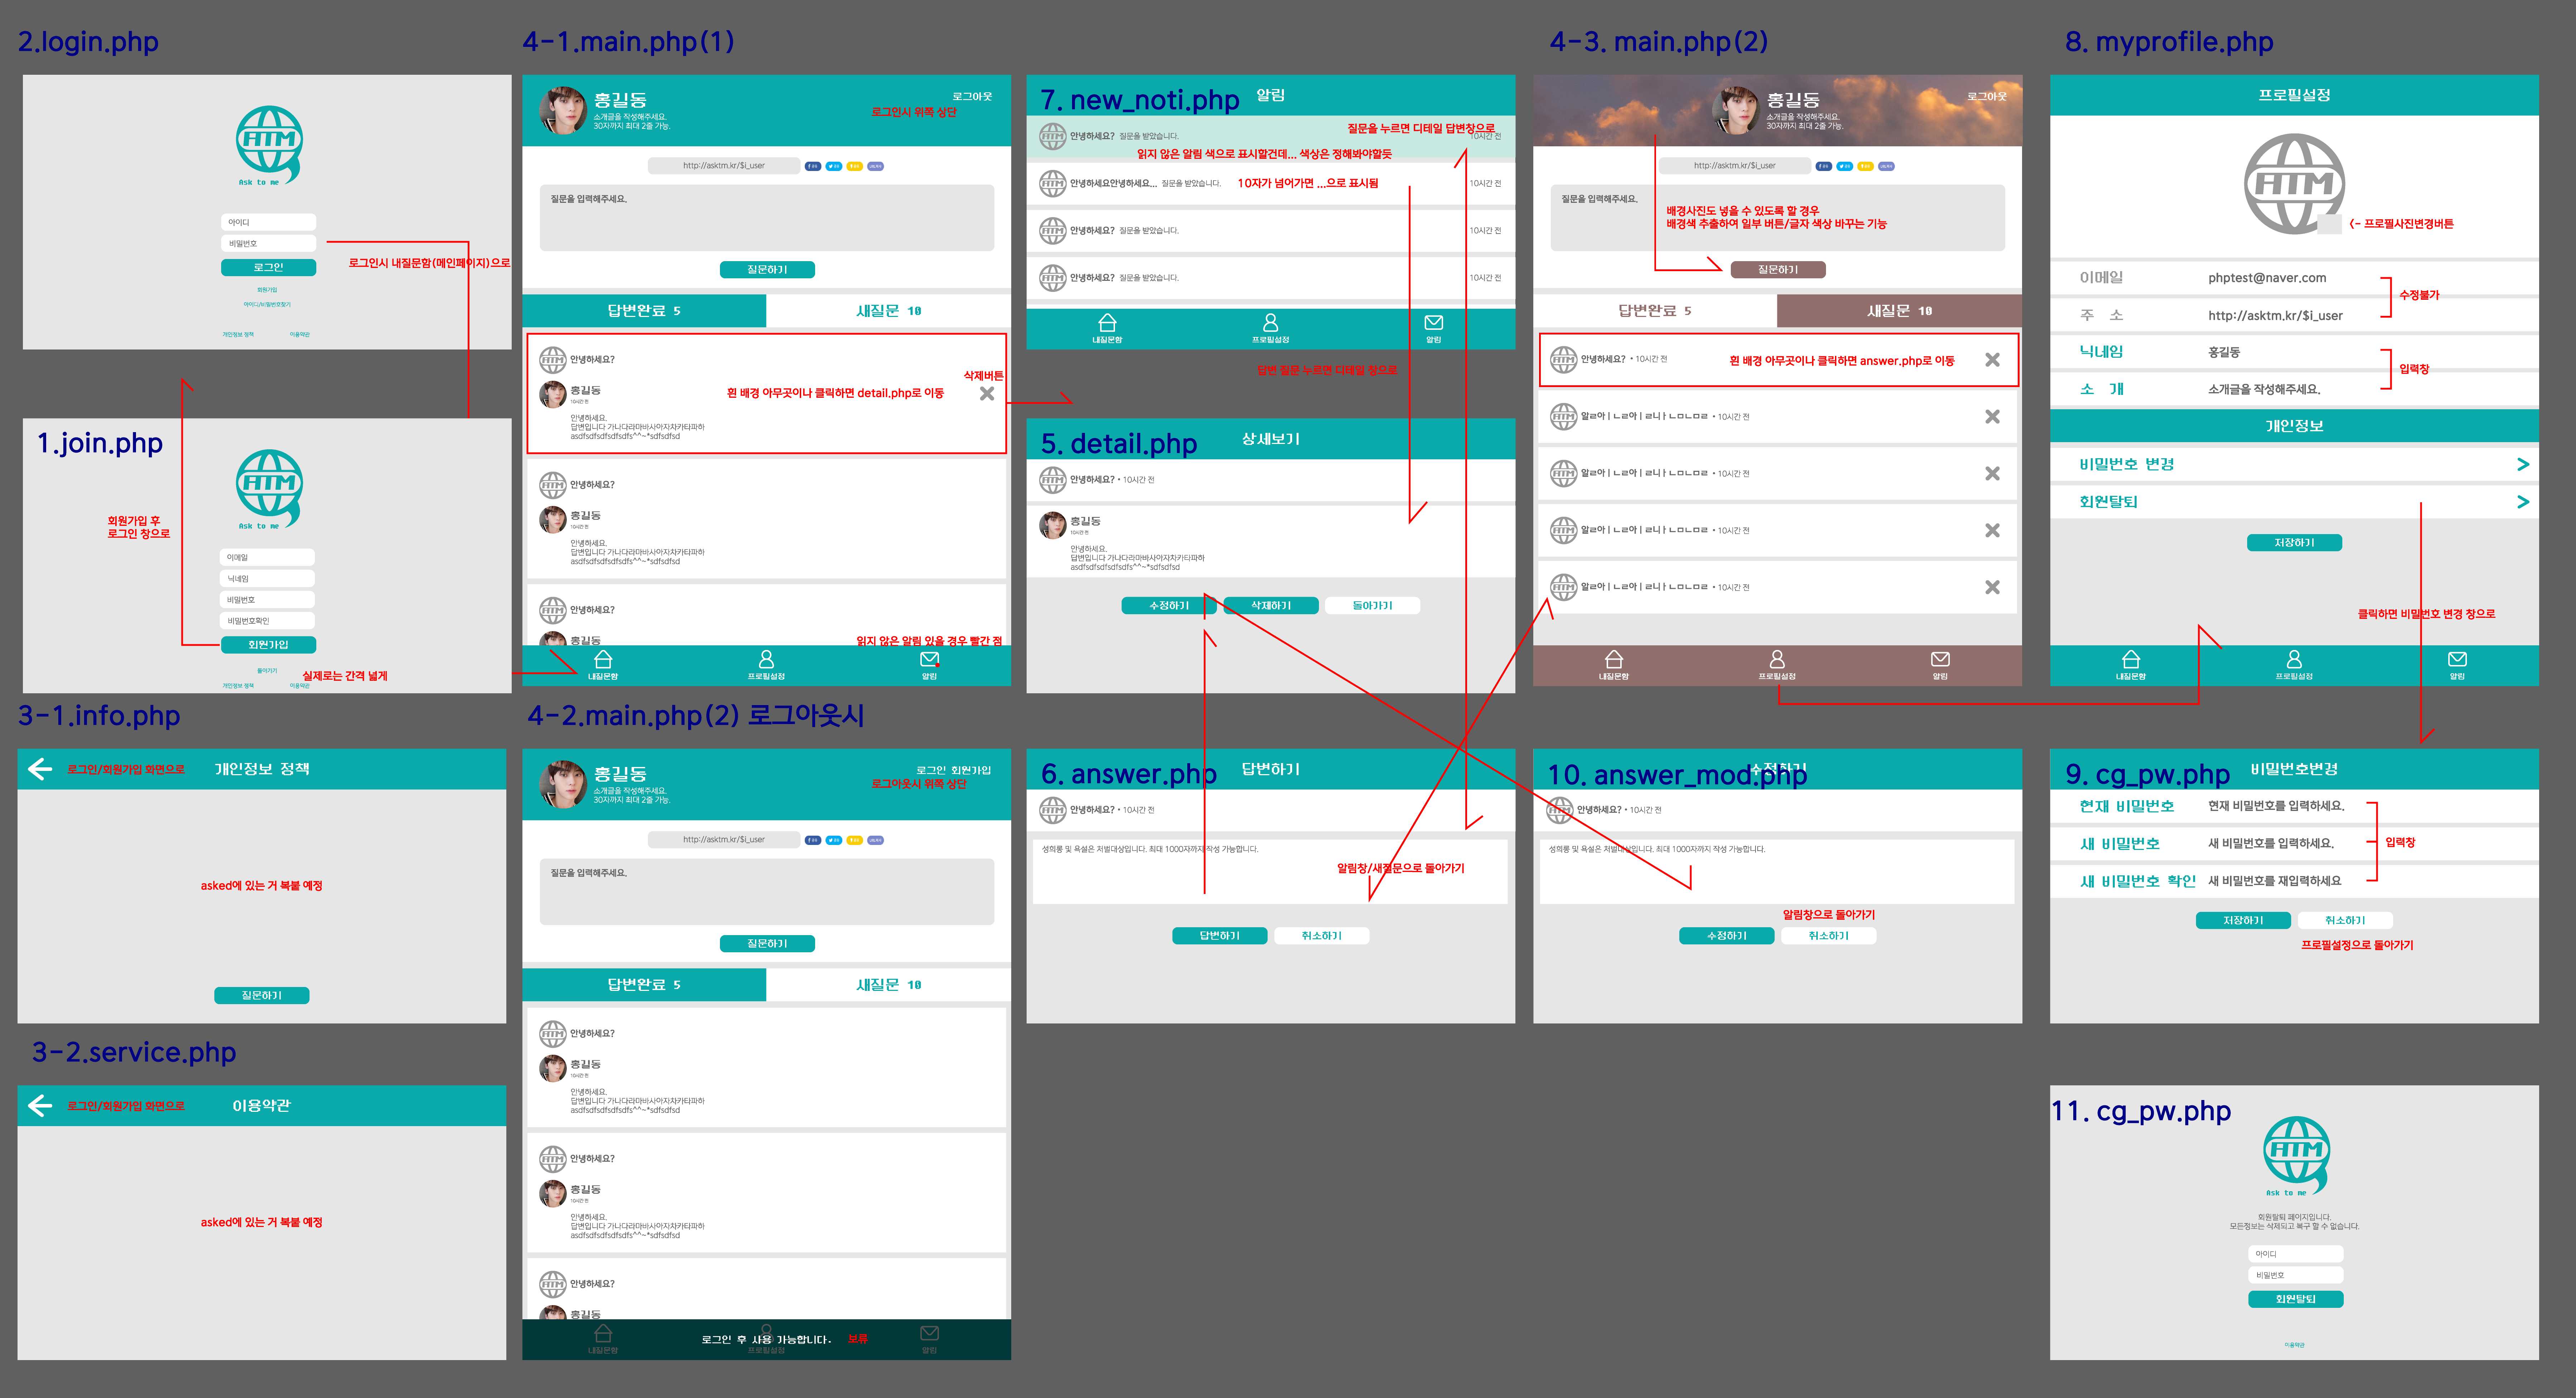 2.login.php
ATM
Ask to me
아이디
비밀번호
로그인
로그인시 내질문함(메인페이지)으로
회원가입
아이디/비밀번호찾기
개인정보 정책
이용약관
1.join.php
ATM
Ask to me
회원가입 후
로그인 창으로
이메일
닉네임
비밀번호
비밀번호확인
회원가입
돌아가기
실제로는 간격 넓게
개인정보 정책
이용약관
3-1.info.php
로그인/회원가입 화면으로
개인정보 정책
asked에 있는 거 복붙 예정
질문하기
3-2.service.php
로그인/회원가입 화면으로
이용약관
asked에 있는 거 복붙 예정
4-1.main.php(1)
홍길동
소개글을 작성해주세요.
30자까지 최대 2줄 가능.
로그아웃
로그인시 위쪽 상단
http://asktm.kr/$i_user
질문을 입력해주세요.
질문하기
답변완료 5
새질문 10
ATM
안녕하세요?
홍길동
10시간 전
삭제버튼
흰 배경 아무곳이나 클릭하면 detail.php로 이동
안녕하세요.
답변입니다 가나다라마바사아자차카타파하
asdfsdfsdfsdfsdfs^^~*sdfsdfsd
ATM
안녕하세요?
홍길동
10시간 전
안녕하세요.
답변입니다 가나다라마바사아자차카타파하
asdfsdfsdfsdfsdfs^^~*sdfsdfsd
ATM
안녕하세요?
홍길동
읽지 않은 알림 있을 경우 빨간 점
내질문함
프로필설정
알림
4-2.main.php(2) 로그아웃시
홍길동
소개글을 작성해주세요.
30자까지 최대 2줄 가능.
로그인 회원가입
로그아웃시 위쪽 상단
http://asktm.kr/$i_user
질문을 입력해주세요.
질문하기
답변완료 5
새질문 10
ATM
안녕하세요?
홍길동
10시간 전
안녕하세요.
답변입니다 가나다라마바사아자차카타파하
asdfsdfsdfsdfsdfs^^~*sdfsdfsd
ATM
안녕하세요?
홍길동
10시간 전
안녕하세요.
답변입니다 가나다라마바사아자차카타파하
asdfsdfsdfsdfsdfs^^~*sdfsdfsd
ATM
안녕하세요?
홍길동
로그인 후 사용 가능합니다.
보류
내질문함
프로필설정
알림
7. new_noti.php
알림
ATM
안녕하세요? 질문을 받았습니다.
질문을 누르면 디테일 답변창으로
10시간 전
읽지 않은 알림 색으로 표시할건데... 색상은 정해봐야할듯
ATM
안녕하세요안녕하세요... 질문을 받았습니다.
10자가 넘어가면 ...으로 표시됨
10시간 전
ATM
안녕하세요? 질문을 받았습니다.
10시간 전
ATM
안녕하세요? 질문을 받았습니다.
10시간 전
내질문함
프로필설정
알림
답변 질문 누르면 디테일 창으로
5. detail.php
상세보기
ATM
안녕하세요? • 10시간 전
홍길동
10시간 전
안녕하세요.
답변입니다 가나다라마바사아자차카타파하
asdfsdfsdfsdfsdfs^^~*sdfsdfsd
수정하기
삭제하기
돌아가기
6. answer.php
답변하기
ATM
안녕하세요? • 10시간 전
성희롱 및 욕설은 처벌대상입니다. 최대 1000자까지 작성 가능합니다.
알림창/새질문으로 돌아가기
답변하기
취소하기
4-3. main.php(2)
홍길동
소개글을 작성해주세요.
30자까지 최대 2줄 가능.
로그아웃
http://asktm.kr/$i_user
질문을 입력해주세요.
배경사진도 넣을 수 있도록 할 경우
배경색 추출하여 일부 버튼/글자 색상 바꾸는 기능
질문하기
답변완료 5
새질문 10
ATM
안녕하세요? • 10시간 전
흰 배경 아무곳이나 클릭하면 answer.php로 이동
ATM
알ㄹ아ㅣㄴㄹ아ㅣㄹ니ㅏㄴㅁㄴㅁㄹ • 10시간 전
ATM
알ㄹ아ㅣㄴㄹ아ㅣㄹ니ㅏㄴㅁㄴㅁㄹ • 10시간 전
ATM
알ㄹ아ㅣㄴㄹ아ㅣㄹ니ㅏㄴㅁㄴㅁㄹ • 10시간 전
ATM
알ㄹ아ㅣㄴㄹ아ㅣㄹ니ㅏㄴㅁㄴㅁㄹ • 10시간 전
내질문함
프로필설정
알림
10. answer_mod.php
수정하기
ATM
안녕하세요? • 10시간 전
성희롱 및 욕설은 처벌대상입니다. 최대 1000자까지 작성 가능합니다.
알림창으로 돌아가기
수정하기
취소하기
8. myprofile.php
프로필설정
ATM
<- 프로필사진변경버튼
이메일
phptest@naver.com
수정불가
주 소
http://asktm.kr/$i_user
닉네임
홍길동
입력창
소 개
소개글을 작성해주세요.
개인정보
비밀번호 변경
>
회원탈퇴
>
저장하기
클릭하면 비밀번호 변경 창으로
내질문함
프로필설정
알림
9. cg_pw.php
비밀번호변경
현재 비밀번호
현재 비밀번호를 입력하세요.
새 비밀번호
새 비밀번호를 입력하세요.
입력창
새 비밀번호 확인
새 비밀번호를 재입력하세요
저장하기
취소하기
프로필설정으로 돌아가기
11. cg_pw.php
ATM
Ask to me
회원탈퇴 페이지입니다.
모든정보는 삭제되고 복구 할 수 없습니다.
아이디
비밀번호
회원탈퇴
이용약관